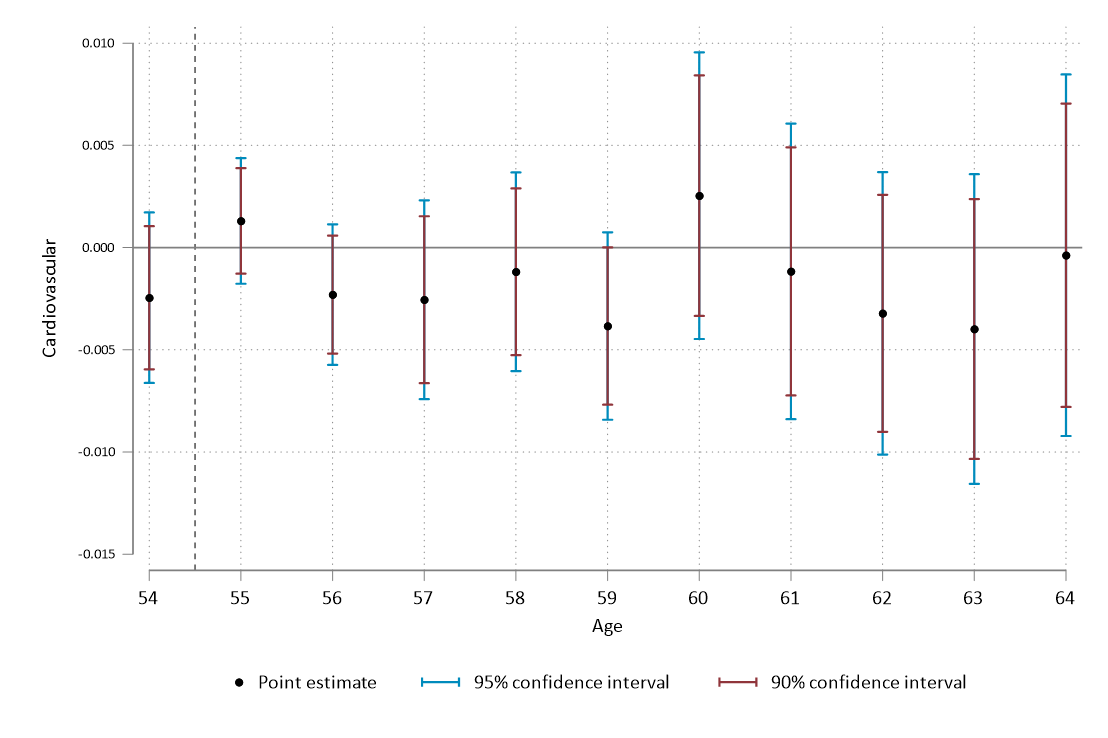 0.010
0.005
0.000
-0.005
-0.010
-0.015
Cardiovascular
54 55 56 57 58 59 60 61 62 63 64
Age
Point estimate 95% confidence interval 90% confidence interval